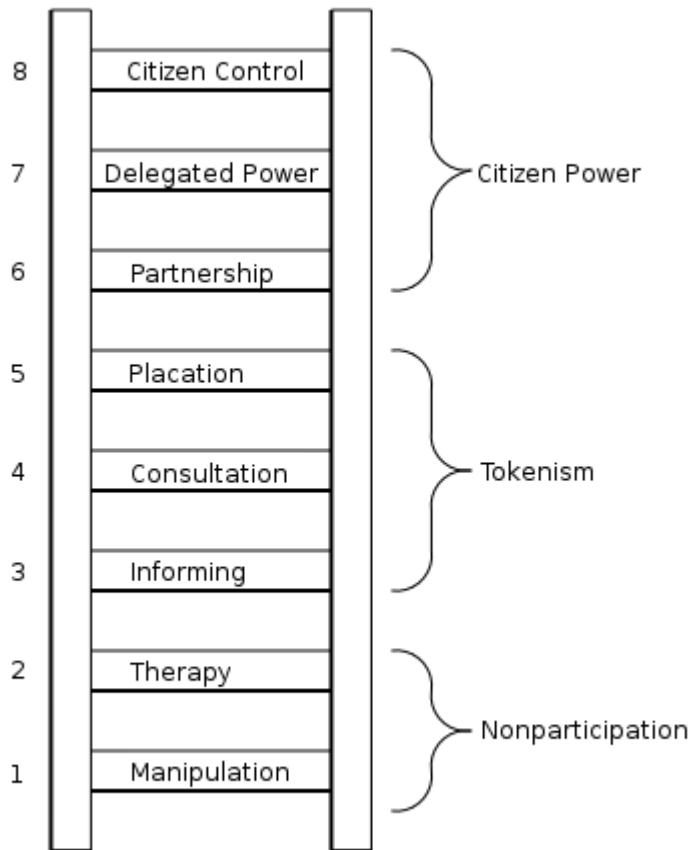 8 Citizen Control
7 Delegated Power
Citizen Power
6 Partnership
5 Placation
4 Consultation
Tokenism
3 Informing
2 Therapy
Nonparticipation
1 Manipulation